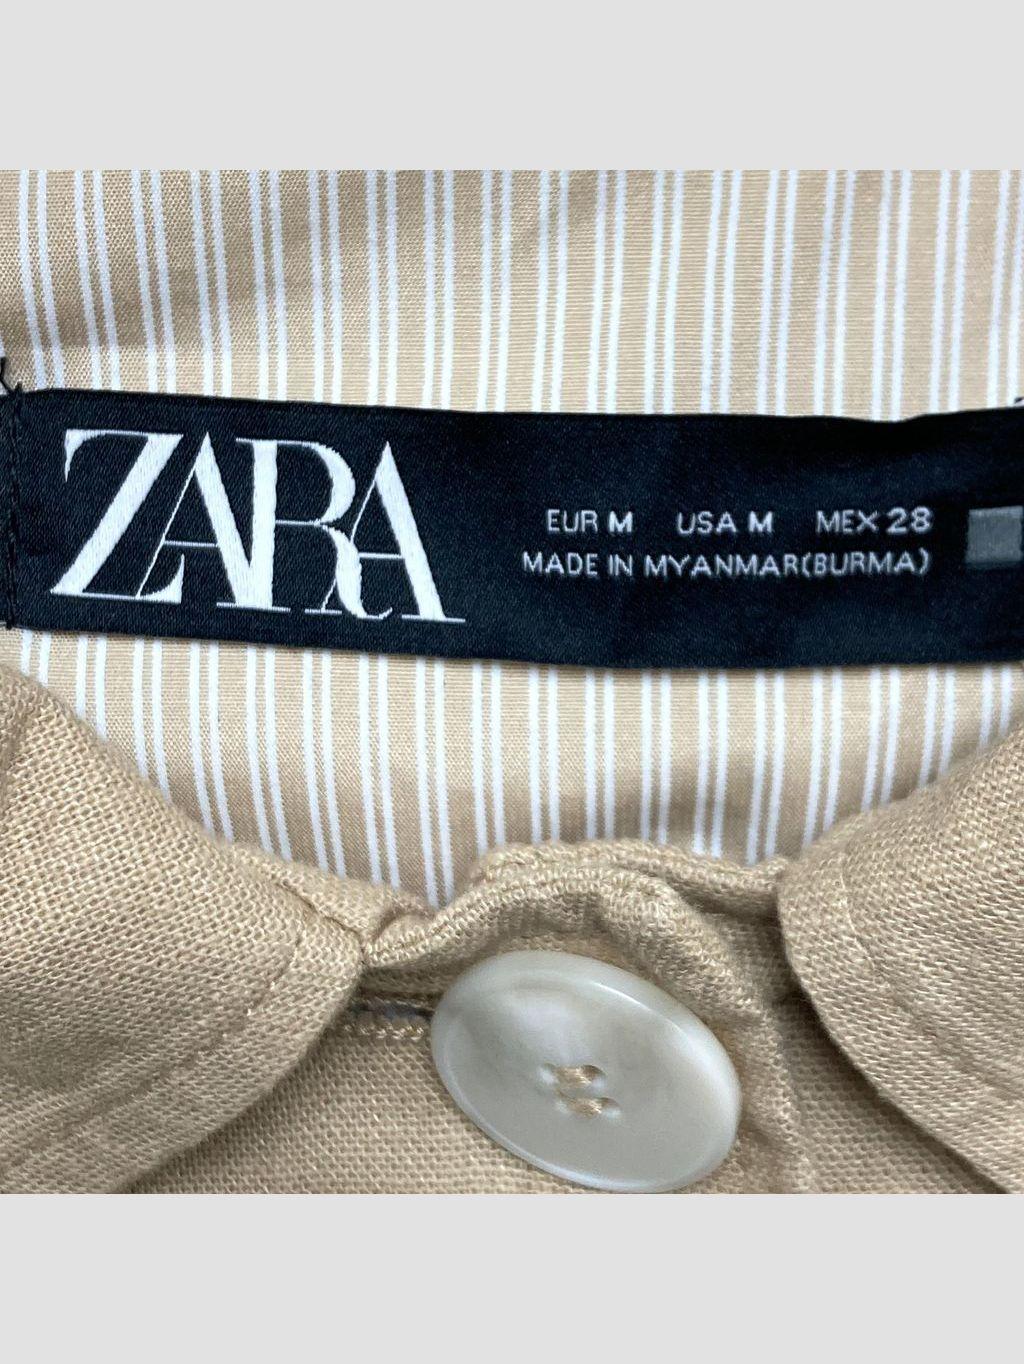 ZARA
EUR M USA M MEX 28
MADE IN MYANMAR(BURMA)